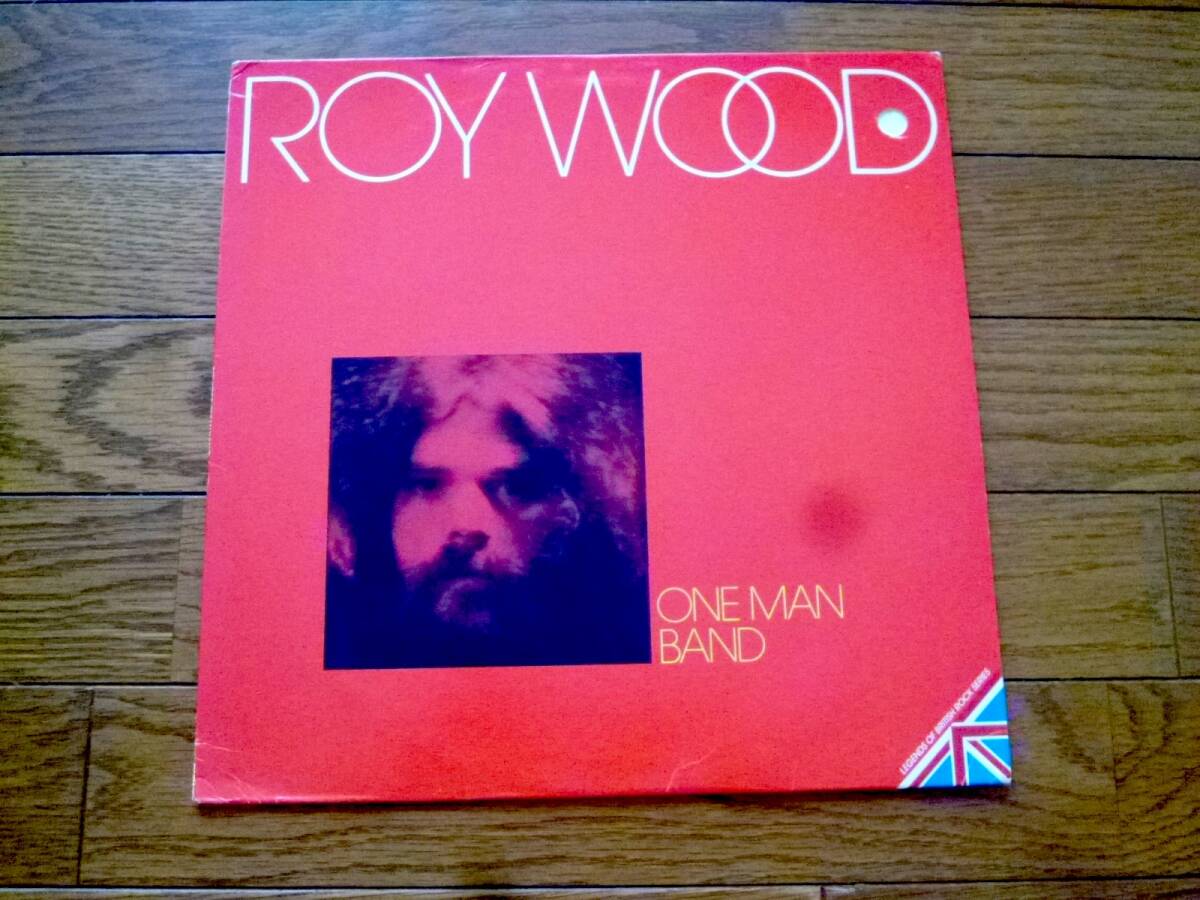 ROY WOOD
ONE MAN
BAND
LEGENDS OF BRITISH ROCK SERIES